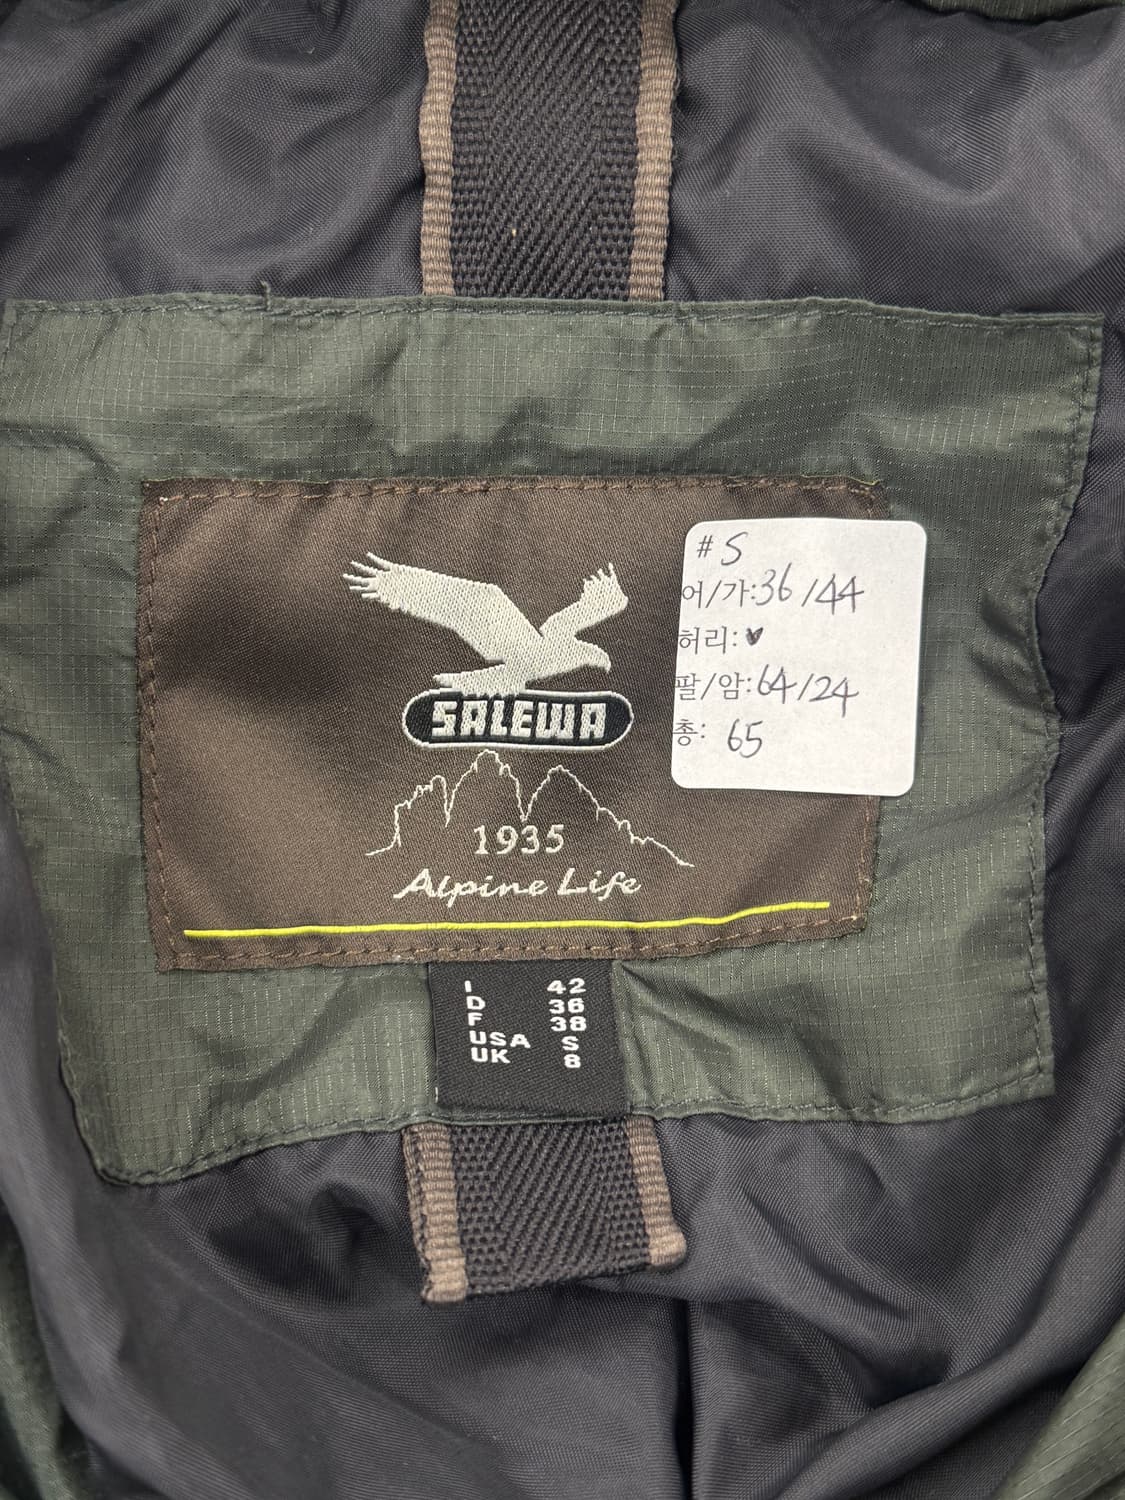 # S
어/가:36/44
허리:♥
팔/암:64/24
총: 65
SALEWA
1935
Alpine Life
I 42
D 36
F 38
USA S
UK 8